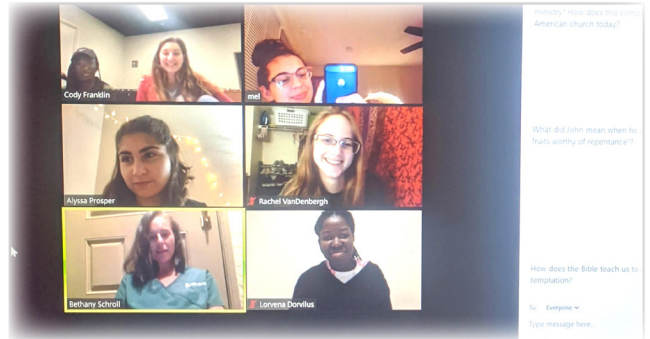 ministry? How does this
American church today?
Cody Franklin
mel
What did John mean when he
'fruits worthy of repentance'?
Alyssa Prosper
Rachel VanDenbergh
How does the Bible teach us to
temptation?
Bethany Schroll
Lorvena Dorvilus
To: Everyone
Type message here...